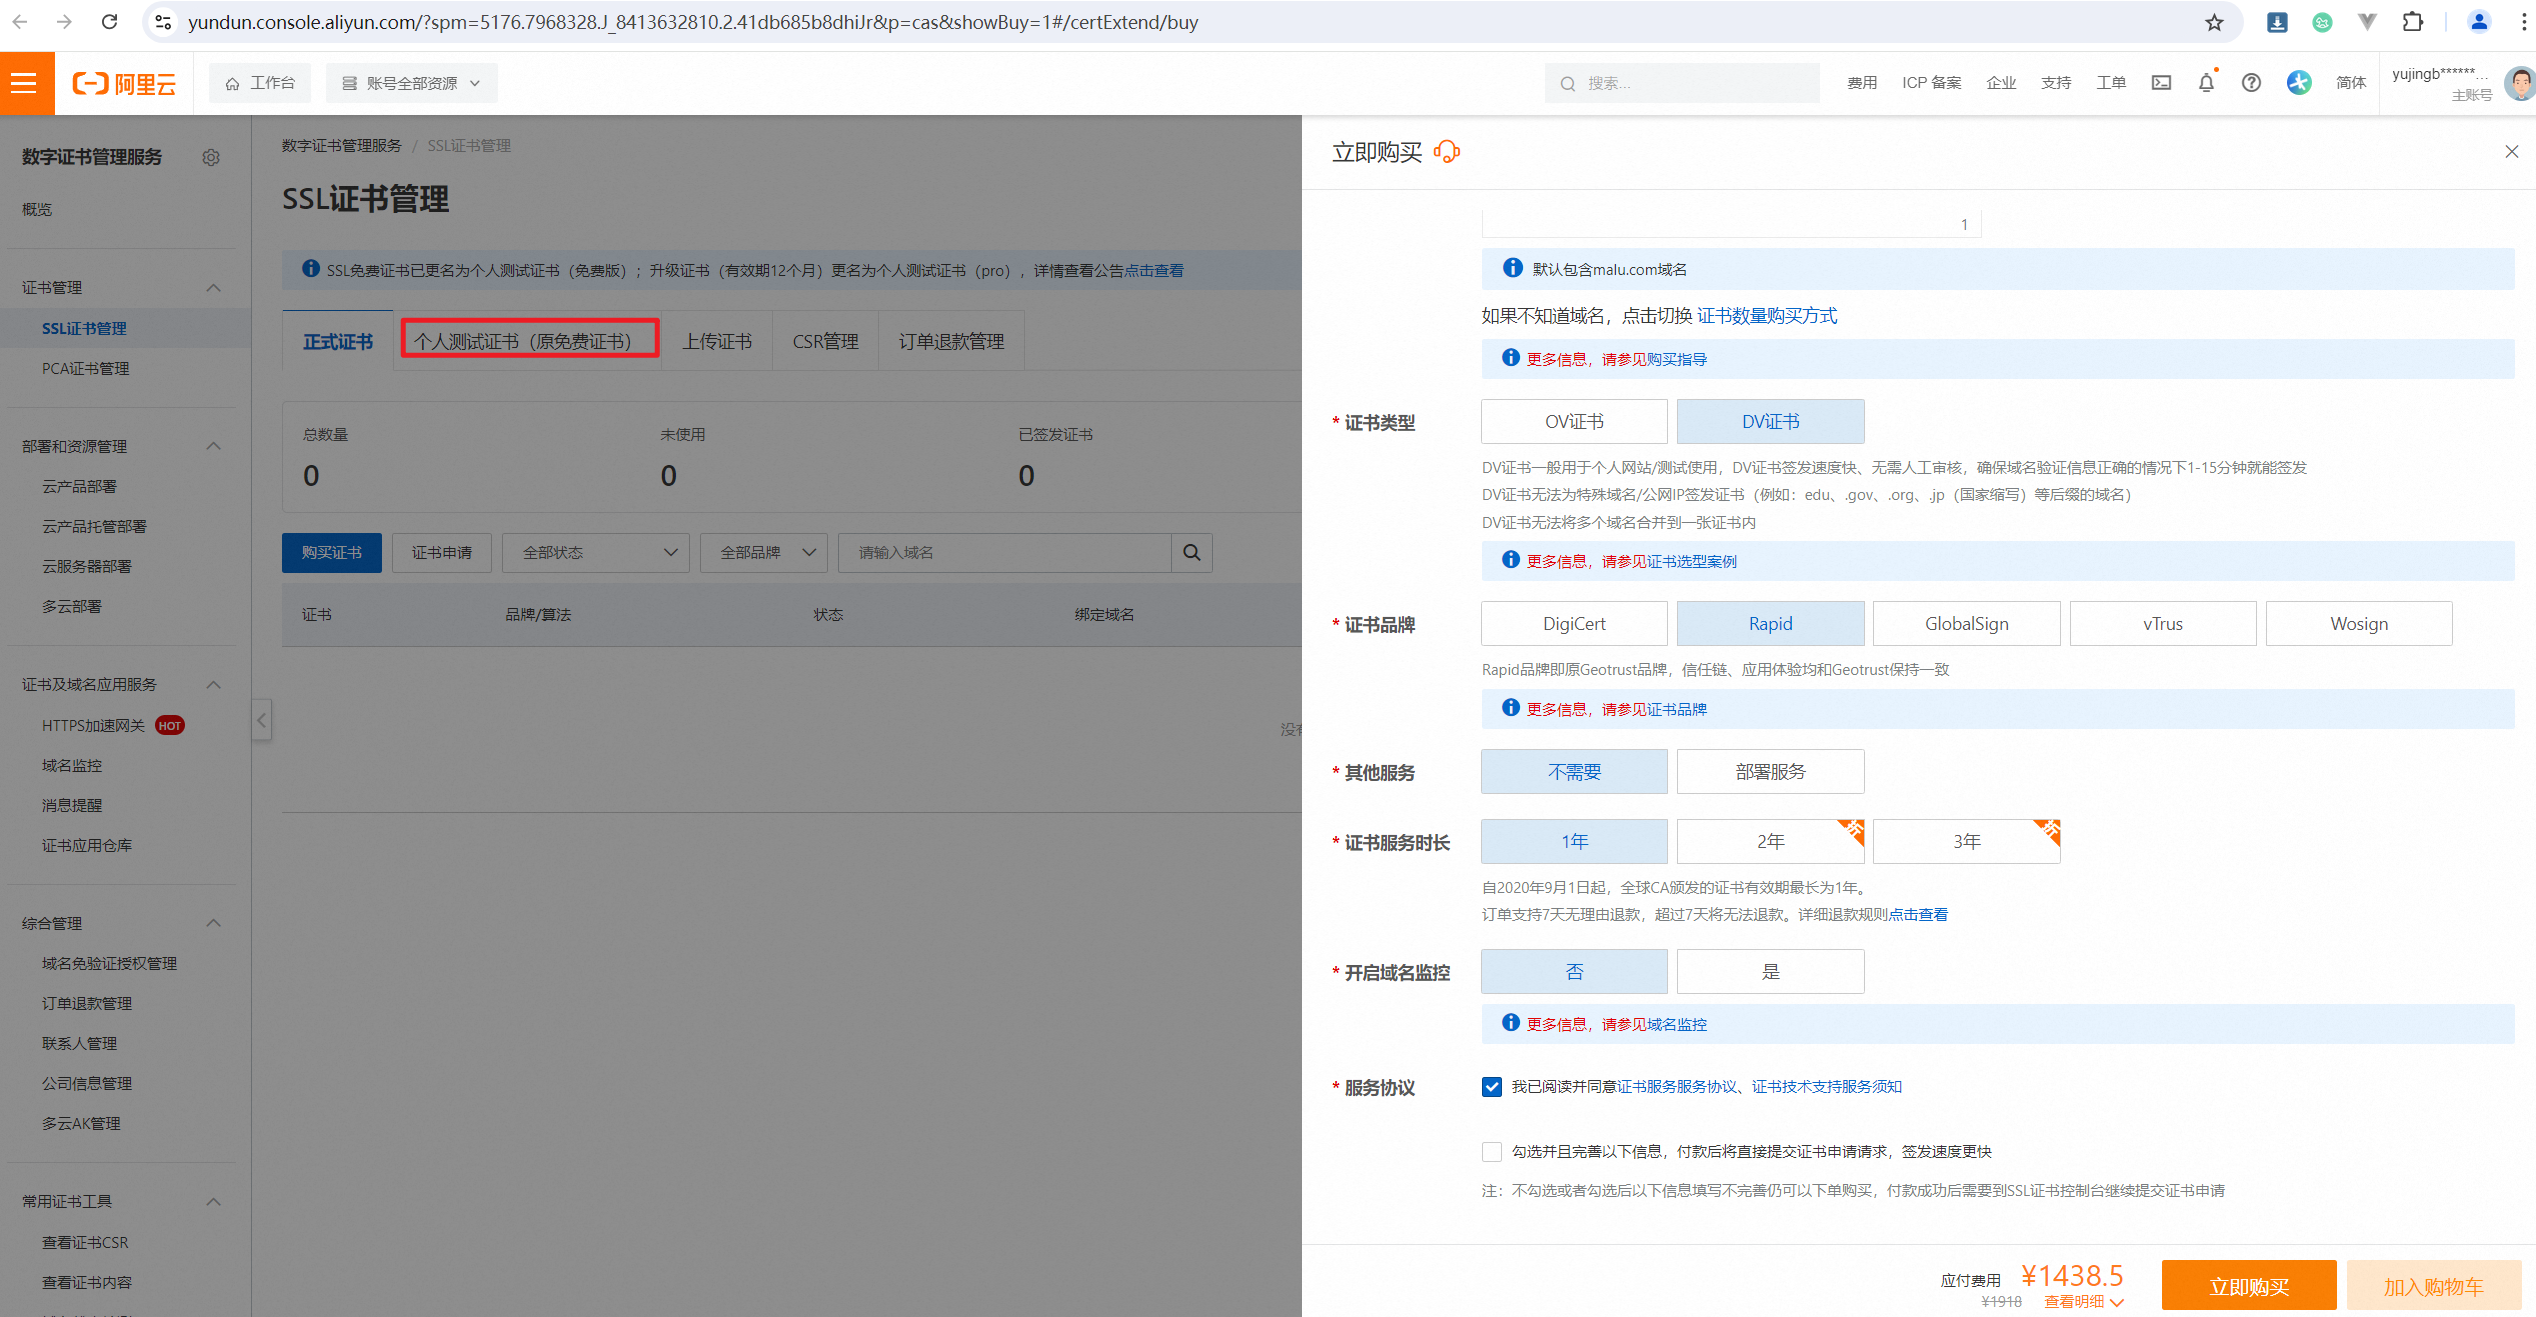 yundun.console.aliyun.com/?spm=5176.7968328.J_8413632810.2.41db685b8dhiJr&p=cas&showBuy=1#/certExtend/buy
阿里云
工作台
账号全部资源
搜索...
费用
ICP 备案
企业
支持
工单
简体
yujingb******...
主账号
数字证书管理服务
概览
证书管理
SSL证书管理
PCA证书管理
部署和资源管理
云产品部署
云产品托管部署
云服务器部署
多云部署
证书及域名应用服务
HTTPS加速网关 HOT
域名监控
消息提醒
证书应用仓库
综合管理
域名免验证授权管理
订单退款管理
联系人管理
公司信息管理
多云AK管理
常用证书工具
查看证书CSR
查看证书内容
数字证书管理服务 / SSL证书管理
SSL证书管理
SSL免费证书已更名为个人测试证书（免费版）；升级证书（有效期12个月）更名为个人测试证书（pro），详情查看公告点击查看
正式证书
个人测试证书（原免费证书）
上传证书
CSR管理
订单退款管理
总数量
未使用
已签发证书
0
0
0
购买证书
证书申请
全部状态
全部品牌
请输入域名
证书
品牌/算法
状态
绑定域名
没有
立即购买
1
默认包含malu.com域名
如果不知道域名，点击切换 证书数量购买方式
更多信息，请参见购买指导
* 证书类型
OV证书
DV证书
DV证书一般用于个人网站/测试使用，DV证书签发速度快、无需人工审核，确保域名验证信息正确的情况下1-15分钟就能签发
DV证书无法为特殊域名/公网IP签发证书（例如：edu、.gov、.org、.jp（国家缩写）等后缀的域名）
DV证书无法将多个域名合并到一张证书内
更多信息，请参见证书选型案例
* 证书品牌
DigiCert
Rapid
GlobalSign
vTrus
Wosign
Rapid品牌即原Geotrust品牌，信任链、应用体验均和Geotrust保持一致
更多信息，请参见证书品牌
* 其他服务
不需要
部署服务
* 证书服务时长
1年
2年
折
3年
折
自2020年9月1日起，全球CA颁发的证书有效期最长为1年。
订单支持7天无理由退款，超过7天将无法退款。详细退款规则点击查看
* 开启域名监控
否
是
更多信息，请参见域名监控
* 服务协议
我已阅读并同意证书服务服务协议、证书技术支持服务须知
勾选并且完善以下信息，付款后将直接提交证书申请请求，签发速度更快
注：不勾选或者勾选后以下信息填写不完善仍可以下单购买，付款成功后需要到SSL证书控制台继续提交证书申请
应付费用 ¥1438.5
¥1918 查看明细
立即购买
加入购物车